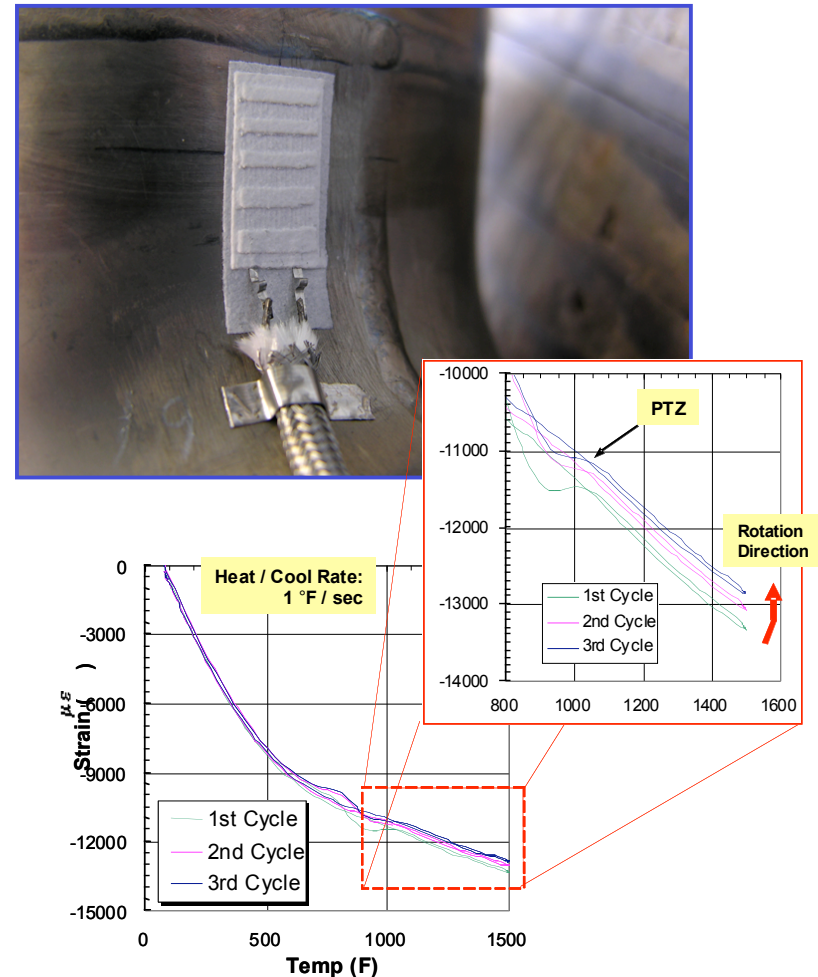 -10000
-11000
-12000
-13000
-14000
800
1000
1200
1400
1600
PTZ
Rotation
Direction
1st Cycle
2nd Cycle
3rd Cycle
Heat / Cool Rate:
1 °F / sec
0
-3000
-6000
-9000
-12000
-15000
Strain ( με )
1st Cycle
2nd Cycle
3rd Cycle
0
500
1000
1500
Temp (F)